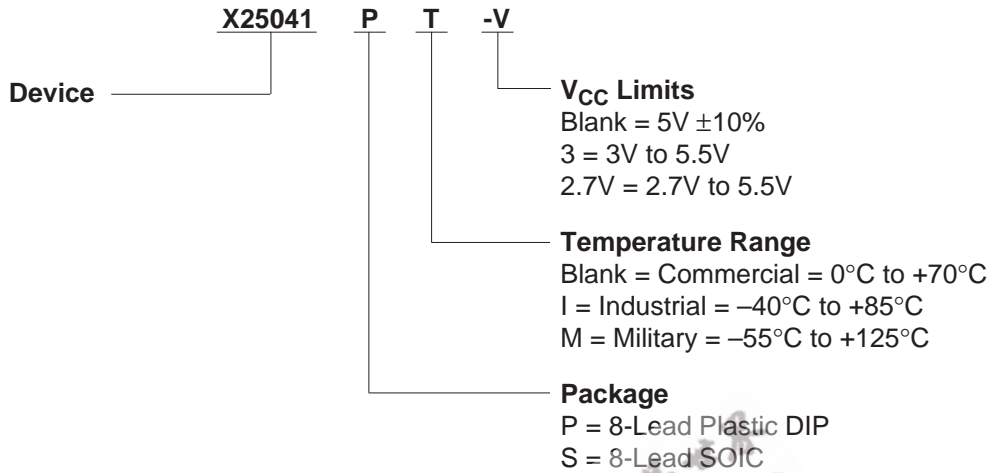 X25041 P T -V
Device
VCC Limits
Blank = 5V ±10%
3 = 3V to 5.5V
2.7V = 2.7V to 5.5V
Temperature Range
Blank = Commercial = 0°C to +70°C
I = Industrial = –40°C to +85°C
M = Military = –55°C to +125°C
Package
P = 8-Lead Plastic DIP
S = 8-Lead SOIC